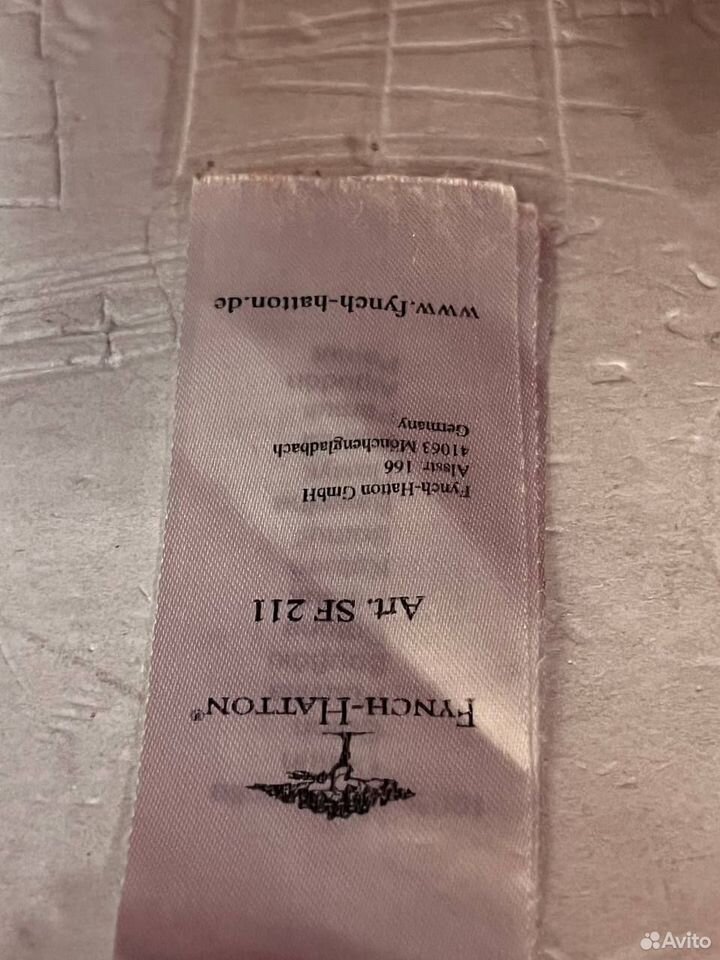 FYNCH-HATTON®
Art. SF 211
Fynch-Hatton GmbH
Alsstr. 166
41063 Mönchengladbach
Germany
www.fynch-hatton.de
Avito